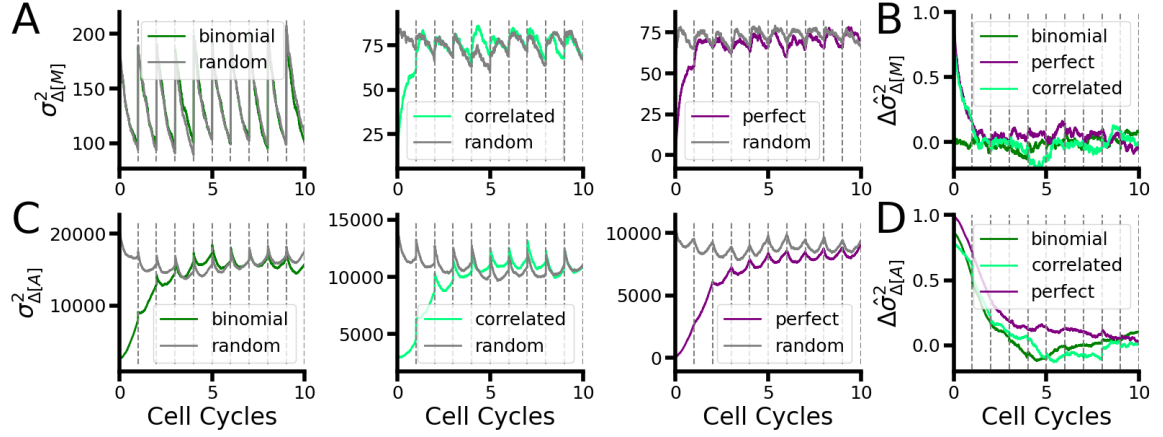 A
σ²Δ[M]
200
150
100
0
5
10
binomial
random
75
50
25
0
5
10
correlated
random
75
50
25
0
0
5
10
perfect
random
B
Δσ̂²Δ[M]
1.0
0.5
0.0
0
5
10
binomial
perfect
correlated
C
σ²Δ[A]
20000
10000
0
5
10
binomial
random
Cell Cycles
15000
10000
5000
0
5
10
correlated
random
Cell Cycles
10000
5000
0
0
5
10
perfect
random
Cell Cycles
D
Δσ̂²Δ[A]
1.0
0.5
0.0
0
5
10
binomial
correlated
perfect
Cell Cycles